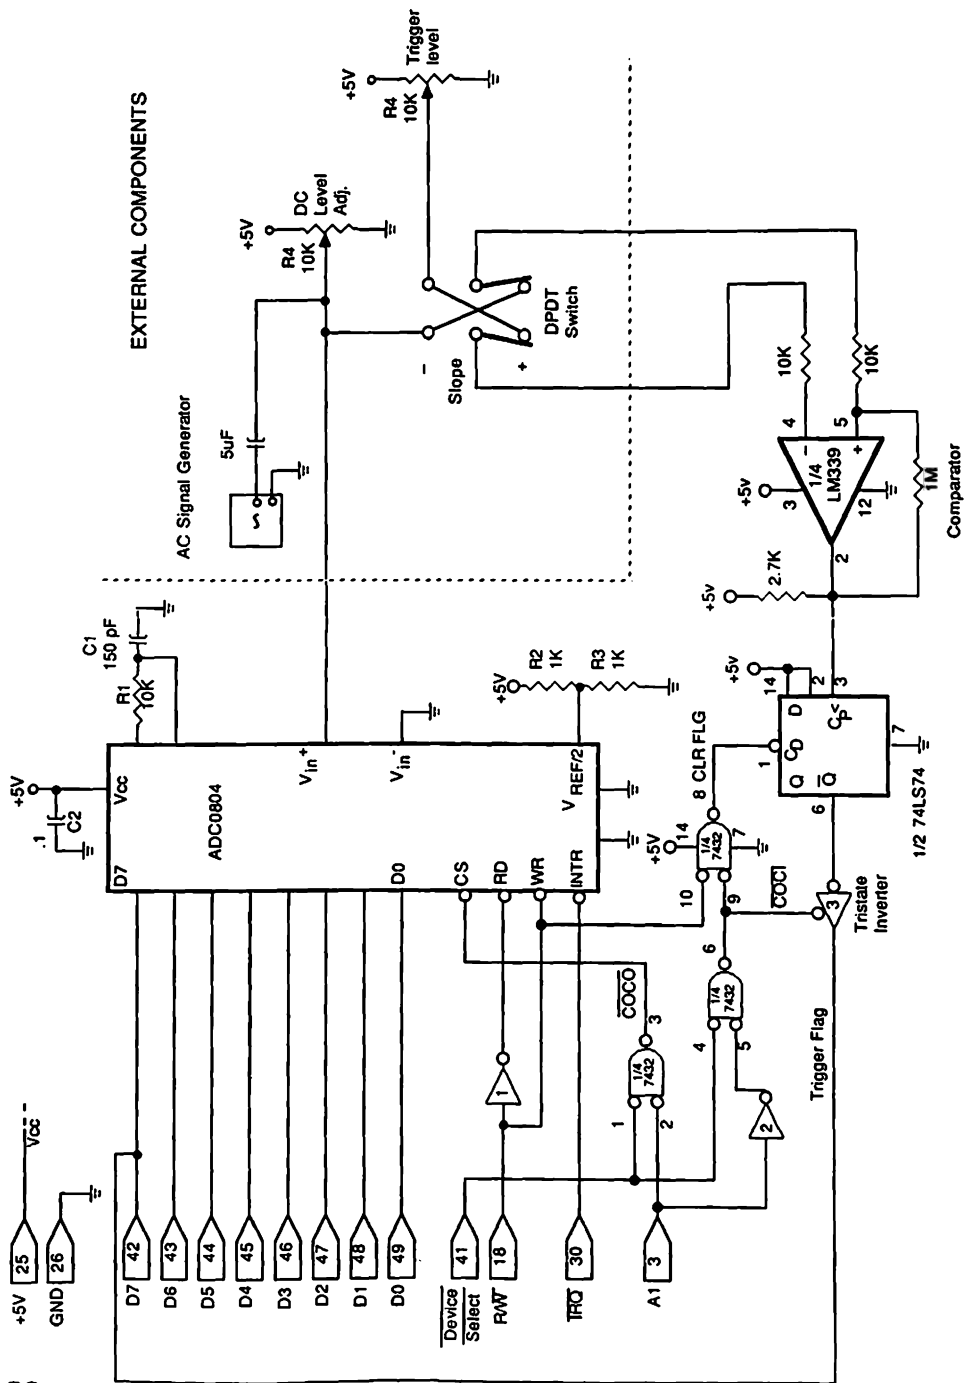 EXTERNAL COMPONENTS
+5V
R4
10K
Trigger
level
+5V
R4
10K
DC
Level
Adj.
AC Signal Generator
5uF
~
-
Slope
+
DPDT
Switch
10K
10K
4
5
-
+
1/4
LM339
+5v
3
12
2
1M
Comparator
2.7K
+5v
C1
150 pF
R1
10K
+5V
.1
C2
Vcc
ADC0804
Vin+
Vin-
V REF/2
+5V
R2
1K
R3
1K
D7
D0
CS
RD
WR
INTR
+5V
25
Vcc
GND
26
D7
42
D6
43
D5
44
D4
45
D3
46
D2
47
D1
48
D0
49
Device
Select
41
R/W
18
IRQ
30
A1
3
1
COCO
3
1/4
7432
1
2
2
4
5
1/4
7432
6
COCI
9
10
1/4
7432
+5V
14
7
8 CLR FLG
+5v
14
2
3
D
CP<
CD
1
Q
Q
6
7
1/2 74LS74
3
Tristate
Inverter
Trigger Flag